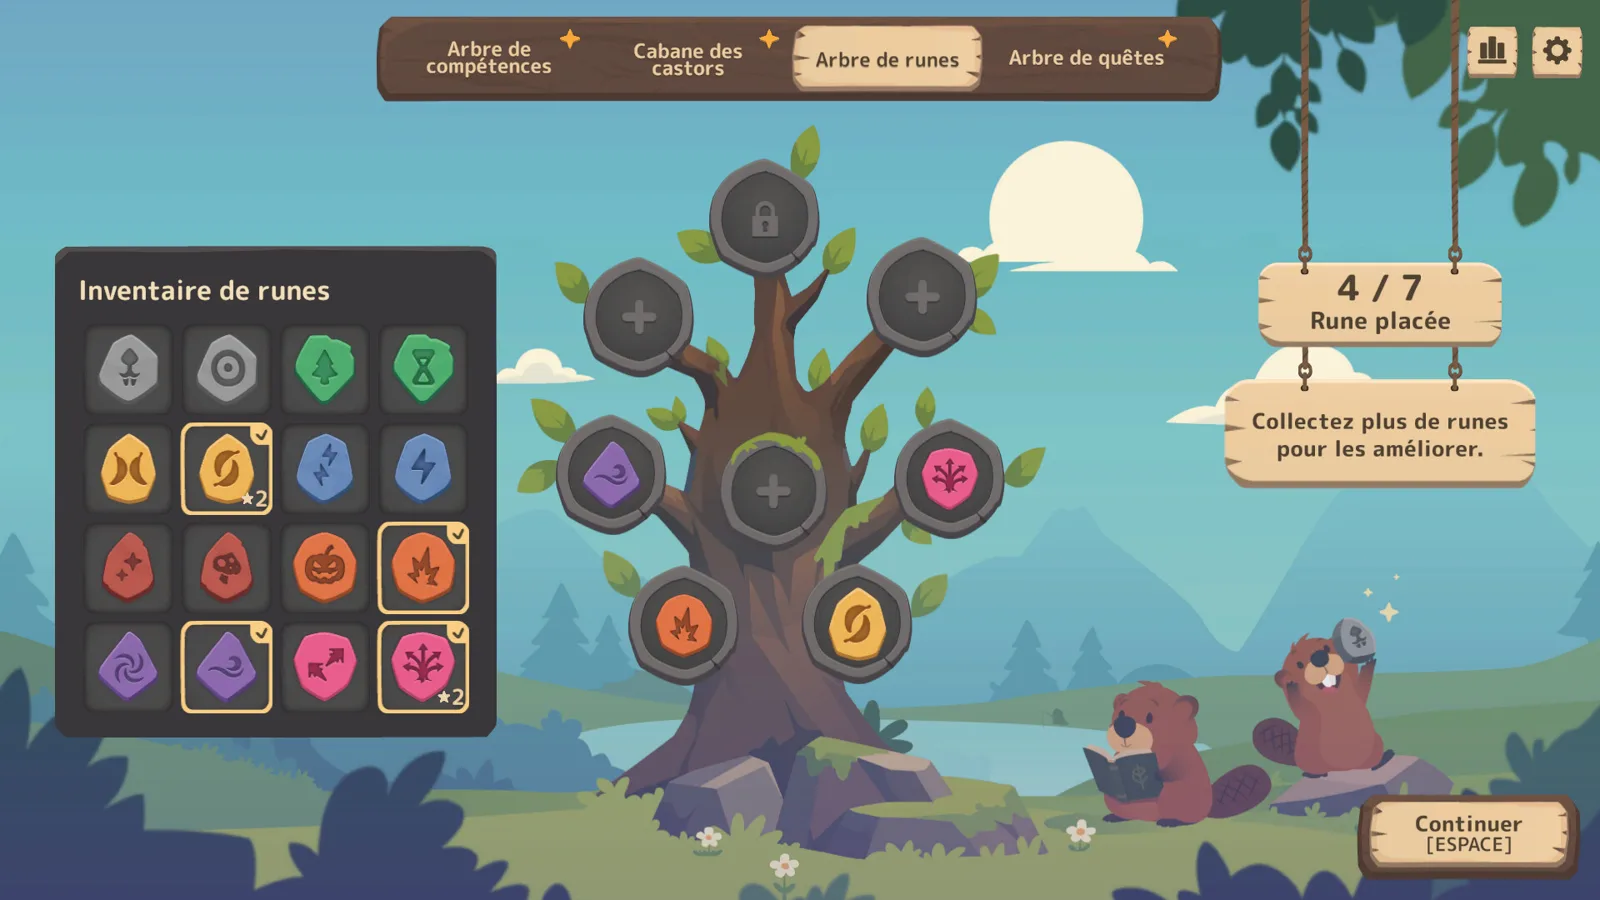 Arbre de
compétences
Cabane des
castors
Arbre de runes
Arbre de quêtes
Inventaire de runes
2
2
4 / 7
Rune placée
Collectez plus de runes
pour les améliorer.
Continuer
[ESPACE]